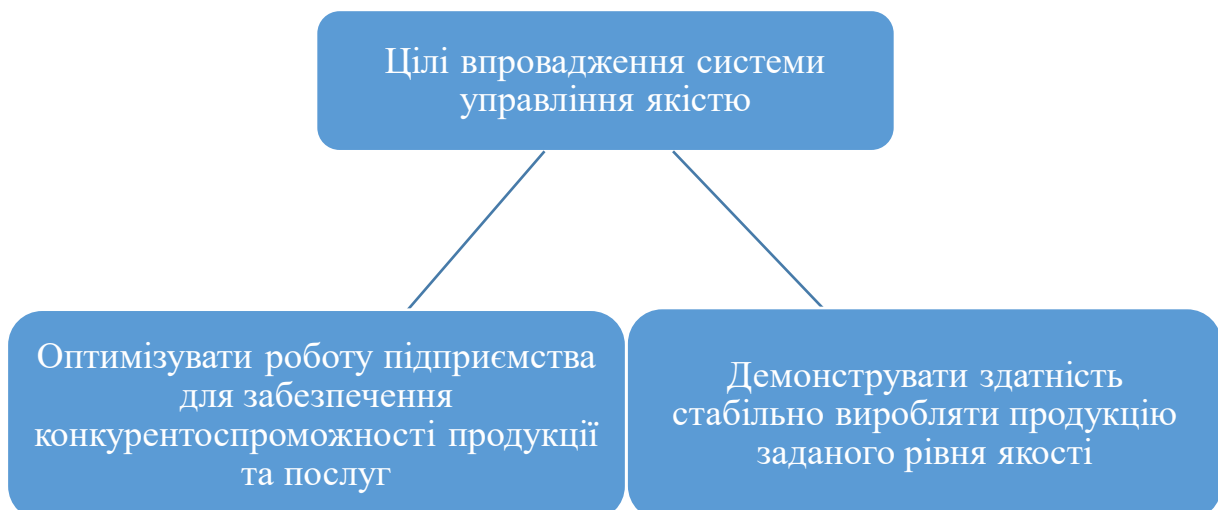 Цілі впровадження системи
управління якістю
Оптимізувати роботу підприємства
для забезпечення
конкурентоспроможності продукції
та послуг
Демонструвати здатність
стабільно виробляти продукцію
заданого рівня якості